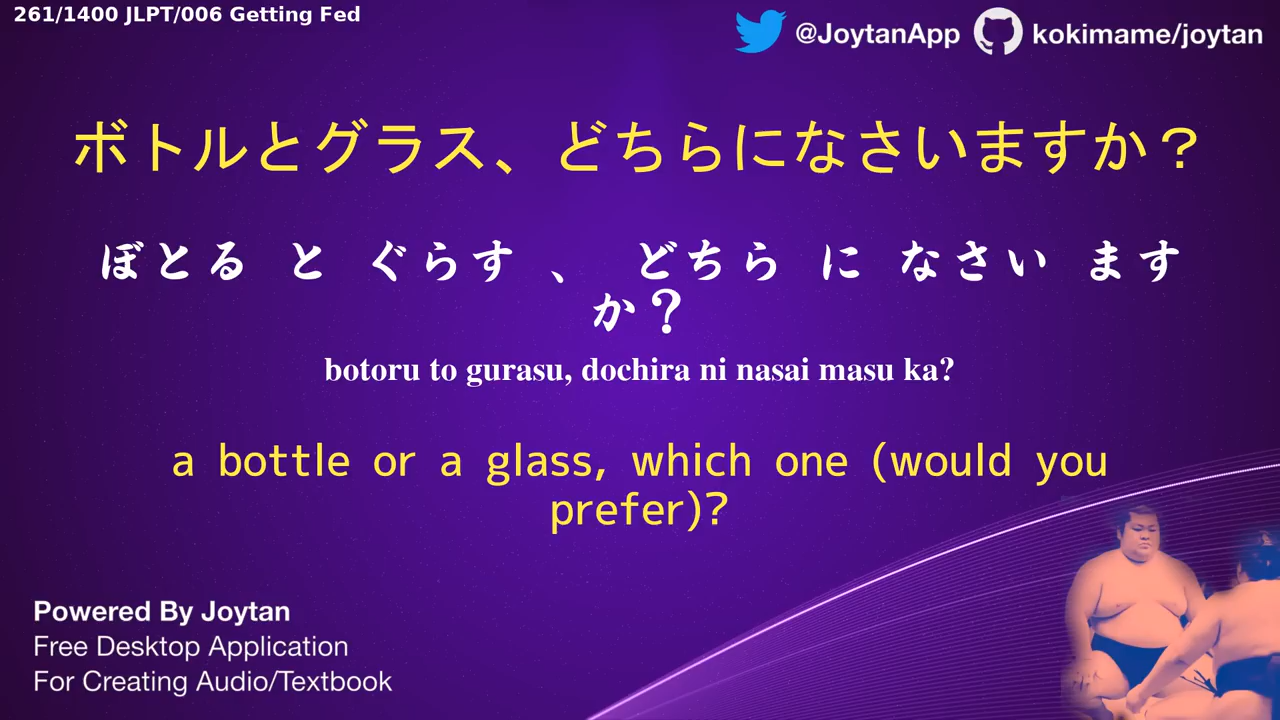 261/1400 JLPT/006 Getting Fed
@JoytanApp
kokimame/joytan
ボトルとグラス、どちらになさいますか？
ぼとる と ぐらす 、 どちら に なさい ます
か？
botoru to gurasu, dochira ni nasai masu ka?
a bottle or a glass, which one (would you
prefer)?
Powered By Joytan
Free Desktop Application
For Creating Audio/Textbook